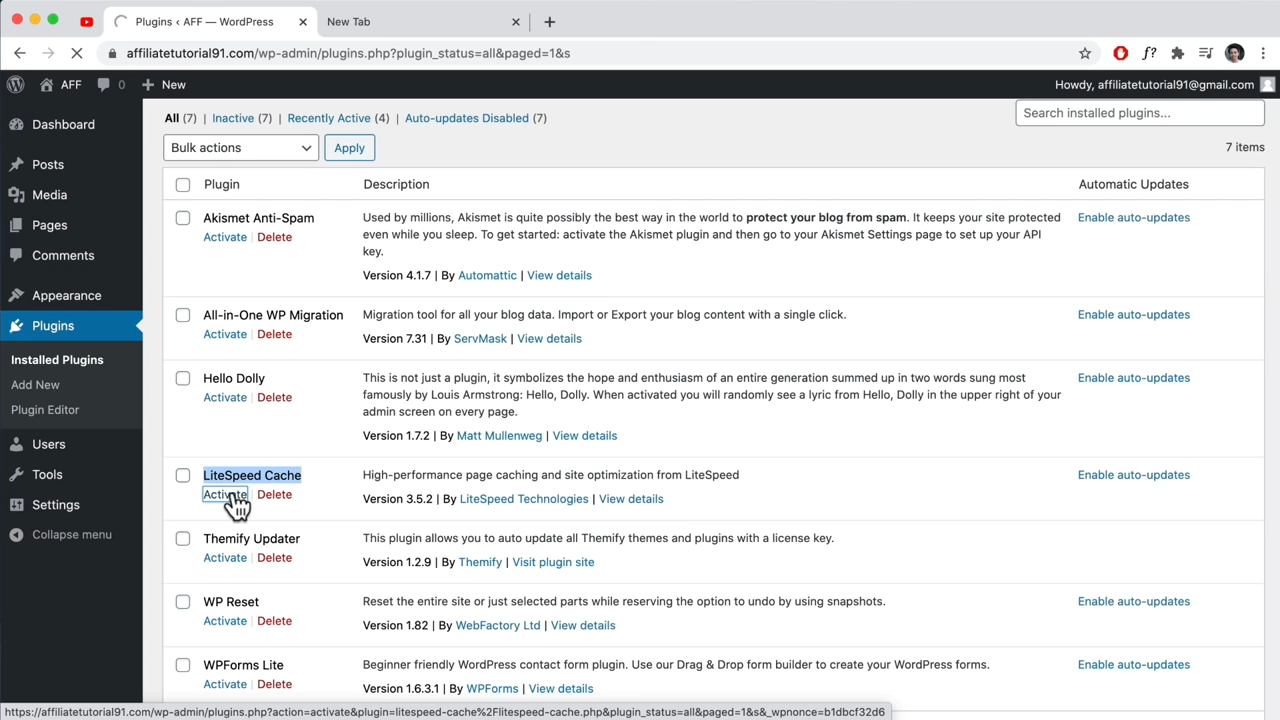 Plugins ‹ AFF — WordPress
New Tab
affiliatetutorial91.com/wp-admin/plugins.php?plugin_status=all&paged=1&s
f?
AFF
0
New
Howdy, affiliatetutorial91@gmail.com
Dashboard
Posts
Media
Pages
Comments
Appearance
Plugins
Installed Plugins
Add New
Plugin Editor
Users
Tools
Settings
Collapse menu
All (7) | Inactive (7) | Recently Active (4) | Auto-updates Disabled (7)
Search installed plugins...
Bulk actions
Apply
7 items
Plugin
Description
Automatic Updates
Akismet Anti-Spam
Activate | Delete
Used by millions, Akismet is quite possibly the best way in the world to protect your blog from spam. It keeps your site protected
even while you sleep. To get started: activate the Akismet plugin and then go to your Akismet Settings page to set up your API
key.
Version 4.1.7 | By Automattic | View details
Enable auto-updates
All-in-One WP Migration
Activate | Delete
Migration tool for all your blog data. Import or Export your blog content with a single click.
Version 7.31 | By ServMask | View details
Enable auto-updates
Hello Dolly
Activate | Delete
This is not just a plugin, it symbolizes the hope and enthusiasm of an entire generation summed up in two words sung most
famously by Louis Armstrong: Hello, Dolly. When activated you will randomly see a lyric from Hello, Dolly in the upper right of your
admin screen on every page.
Version 1.7.2 | By Matt Mullenweg | View details
Enable auto-updates
LiteSpeed Cache
Activate | Delete
High-performance page caching and site optimization from LiteSpeed
Version 3.5.2 | By LiteSpeed Technologies | View details
Enable auto-updates
Themify Updater
Activate | Delete
This plugin allows you to auto update all Themify themes and plugins with a license key.
Version 1.2.9 | By Themify | Visit plugin site
WP Reset
Activate | Delete
Reset the entire site or just selected parts while reserving the option to undo by using snapshots.
Version 1.82 | By WebFactory Ltd | View details
Enable auto-updates
WPForms Lite
Activate | Delete
Beginner friendly WordPress contact form plugin. Use our Drag & Drop form builder to create your WordPress forms.
Version 1.6.3.1 | By WPForms | View details
Enable auto-updates
https://affiliatetutorial91.com/wp-admin/plugins.php?action=activate&plugin=litespeed-cache%2Flitespeed-cache.php&plugin_status=all&paged=1&s&_wpnonce=b1dbcf32d6